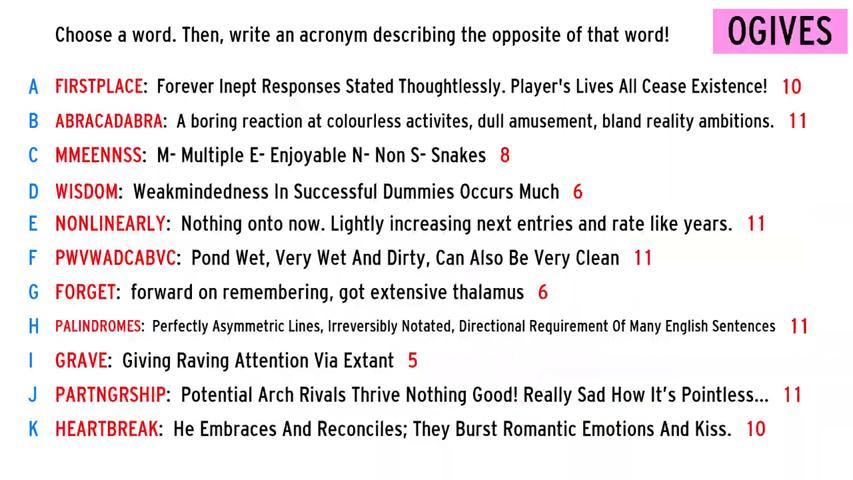 Choose a word. Then, write an acronym describing the opposite of that word!
OGIVES
A FIRSTPLACE: Forever Inept Responses Stated Thoughtlessly. Player's Lives All Cease Existence! 10
B ABRACADABRA: A boring reaction at colourless activites, dull amusement, bland reality ambitions. 11
C MMEENNSS: M- Multiple E- Enjoyable N- Non S- Snakes 8
D WISDOM: Weakmindedness In Successful Dummies Occurs Much 6
E NONLINEARLY: Nothing onto now. Lightly increasing next entries and rate like years. 11
F PWVWADCABVC: Pond Wet, Very Wet And Dirty, Can Also Be Very Clean 11
G FORGET: forward on remembering, got extensive thalamus 6
H PALINDROMES: Perfectly Asymmetric Lines, Irreversibly Notated, Directional Requirement Of Many English Sentences 11
I GRAVE: Giving Raving Attention Via Extant 5
J PARTNGRSHIP: Potential Arch Rivals Thrive Nothing Good! Really Sad How It's Pointless... 11
K HEARTBREAK: He Embraces And Reconciles; They Burst Romantic Emotions And Kiss. 10